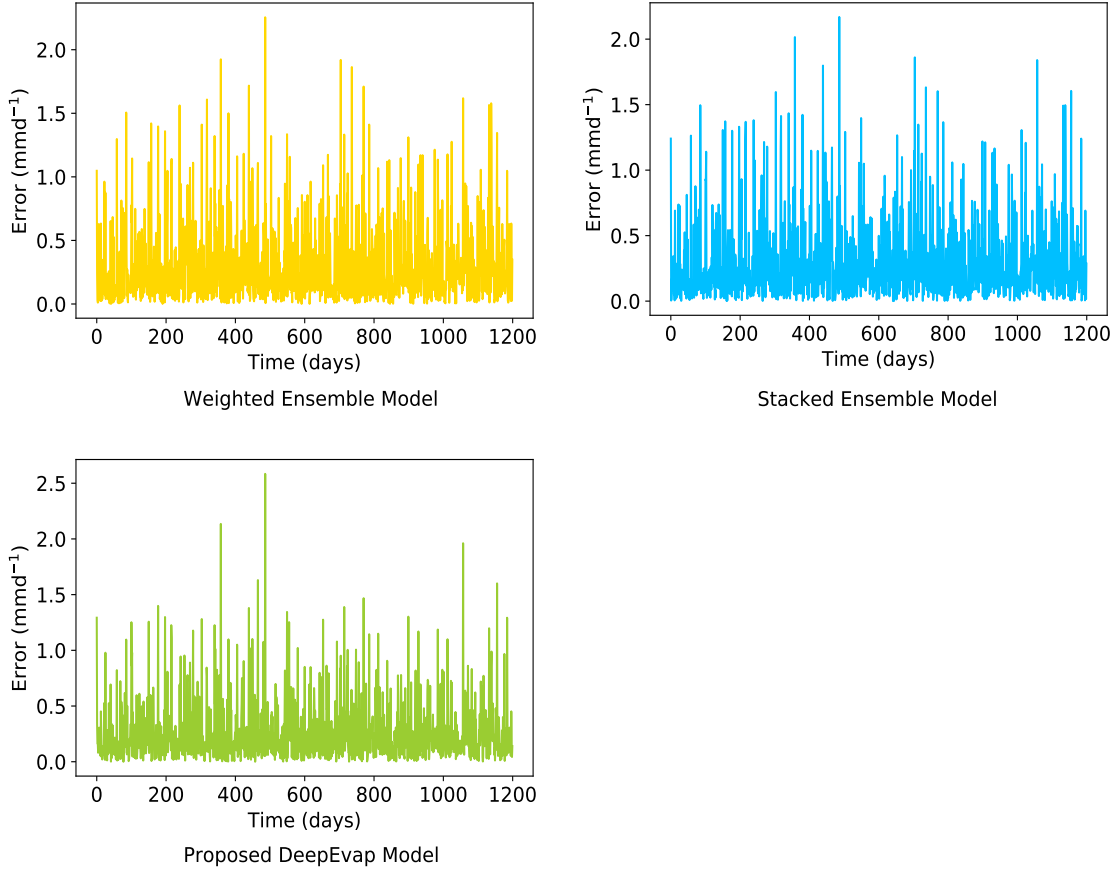 2.0
1.5
1.0
0.5
0.0
Error (mmd⁻¹)
0 200 400 600 800 1000 1200
Time (days)
Weighted Ensemble Model
2.0
1.5
1.0
0.5
0.0
Error (mmd⁻¹)
0 200 400 600 800 1000 1200
Time (days)
Stacked Ensemble Model
2.5
2.0
1.5
1.0
0.5
0.0
Error (mmd⁻¹)
0 200 400 600 800 1000 1200
Time (days)
Proposed DeepEvap Model